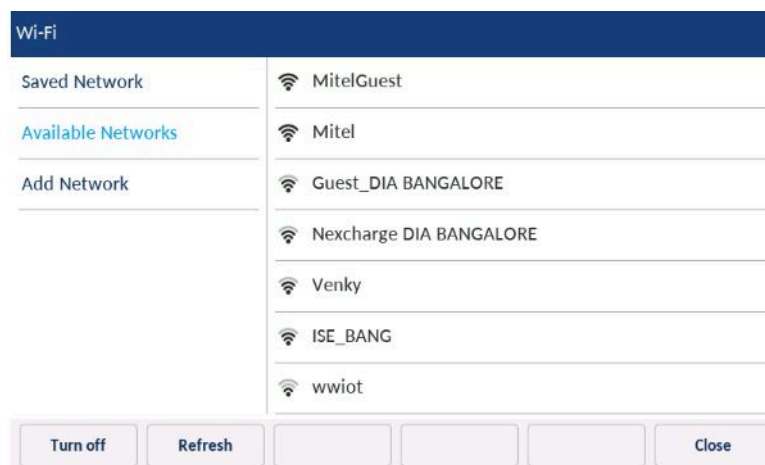 Wi-Fi
Saved Network
Available Networks
Add Network
MitelGuest
Mitel
Guest_DIA BANGALORE
Nexcharge DIA BANGALORE
Venky
ISE_BANG
wwiot
Turn off Refresh Close